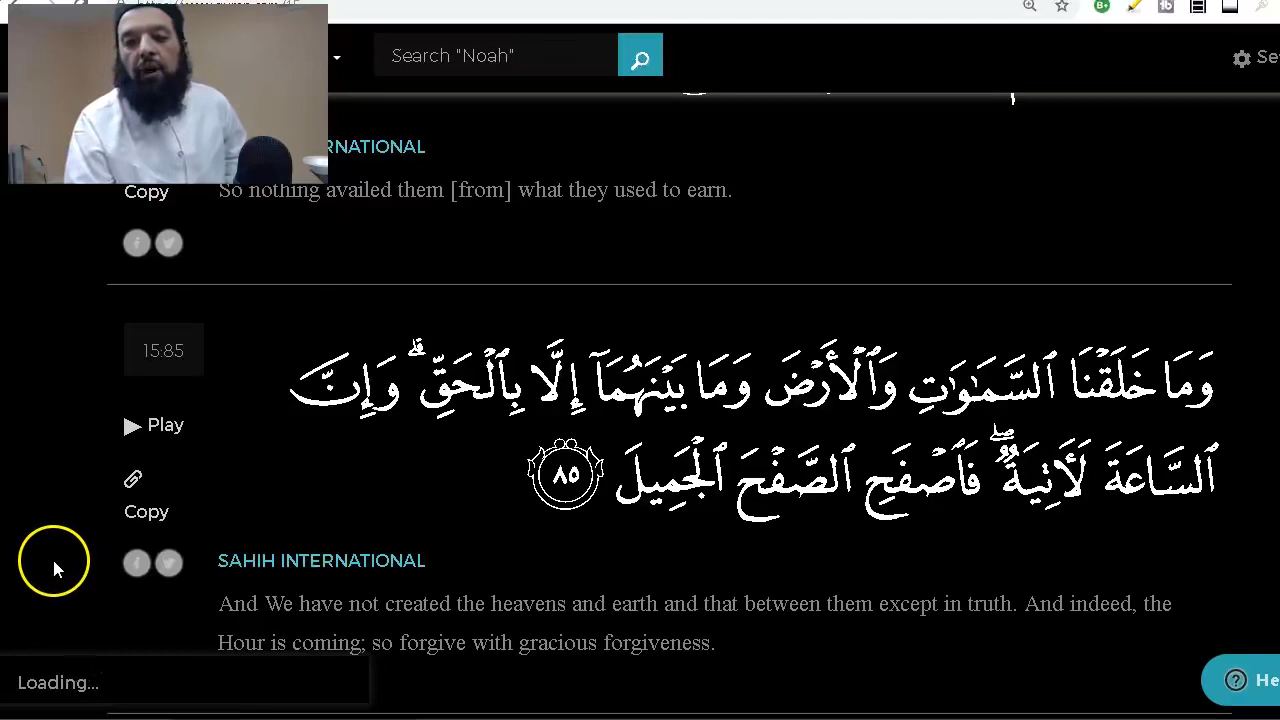 Search "Noah"
RNATIONAL
Copy
So nothing availed them [from] what they used to earn.
15:85
وَمَا خَلَقْنَا ٱلسَّمَـٰوَٰتِ وَٱلْأَرْضَ وَمَا بَيْنَهُمَآ إِلَّا بِٱلْحَقِّ ۗ وَإِنَّ
ٱلسَّاعَةَ لَـَٔاتِيَةٌ ۖ فَٱصْفَحِ ٱلصَّفْحَ ٱلْجَمِيلَ ٨٥
Play
Copy
SAHIH INTERNATIONAL
And We have not created the heavens and earth and that between them except in truth. And indeed, the
Hour is coming; so forgive with gracious forgiveness.
Loading...
He